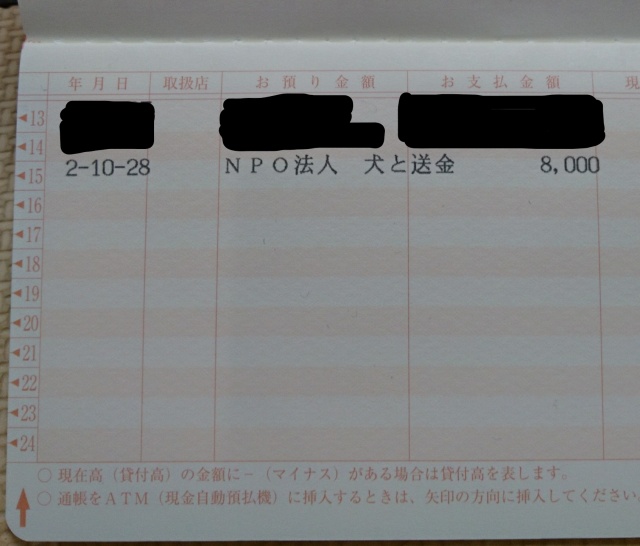 年月日 取扱店 お預り金額 お支払金額 現
◀13
◀14
◀15 2-10-28 NPO法人 犬と送金 8,000
◀16
◀17
◀18
◀19
◀20
◀21
◀22
◀23
◀24
○ 現在高（貸付高）の金額に－（マイナス）がある場合は貸付高を表します。
○ 通帳をATM（現金自動預払機）に挿入するときは、矢印の方向に挿入してください